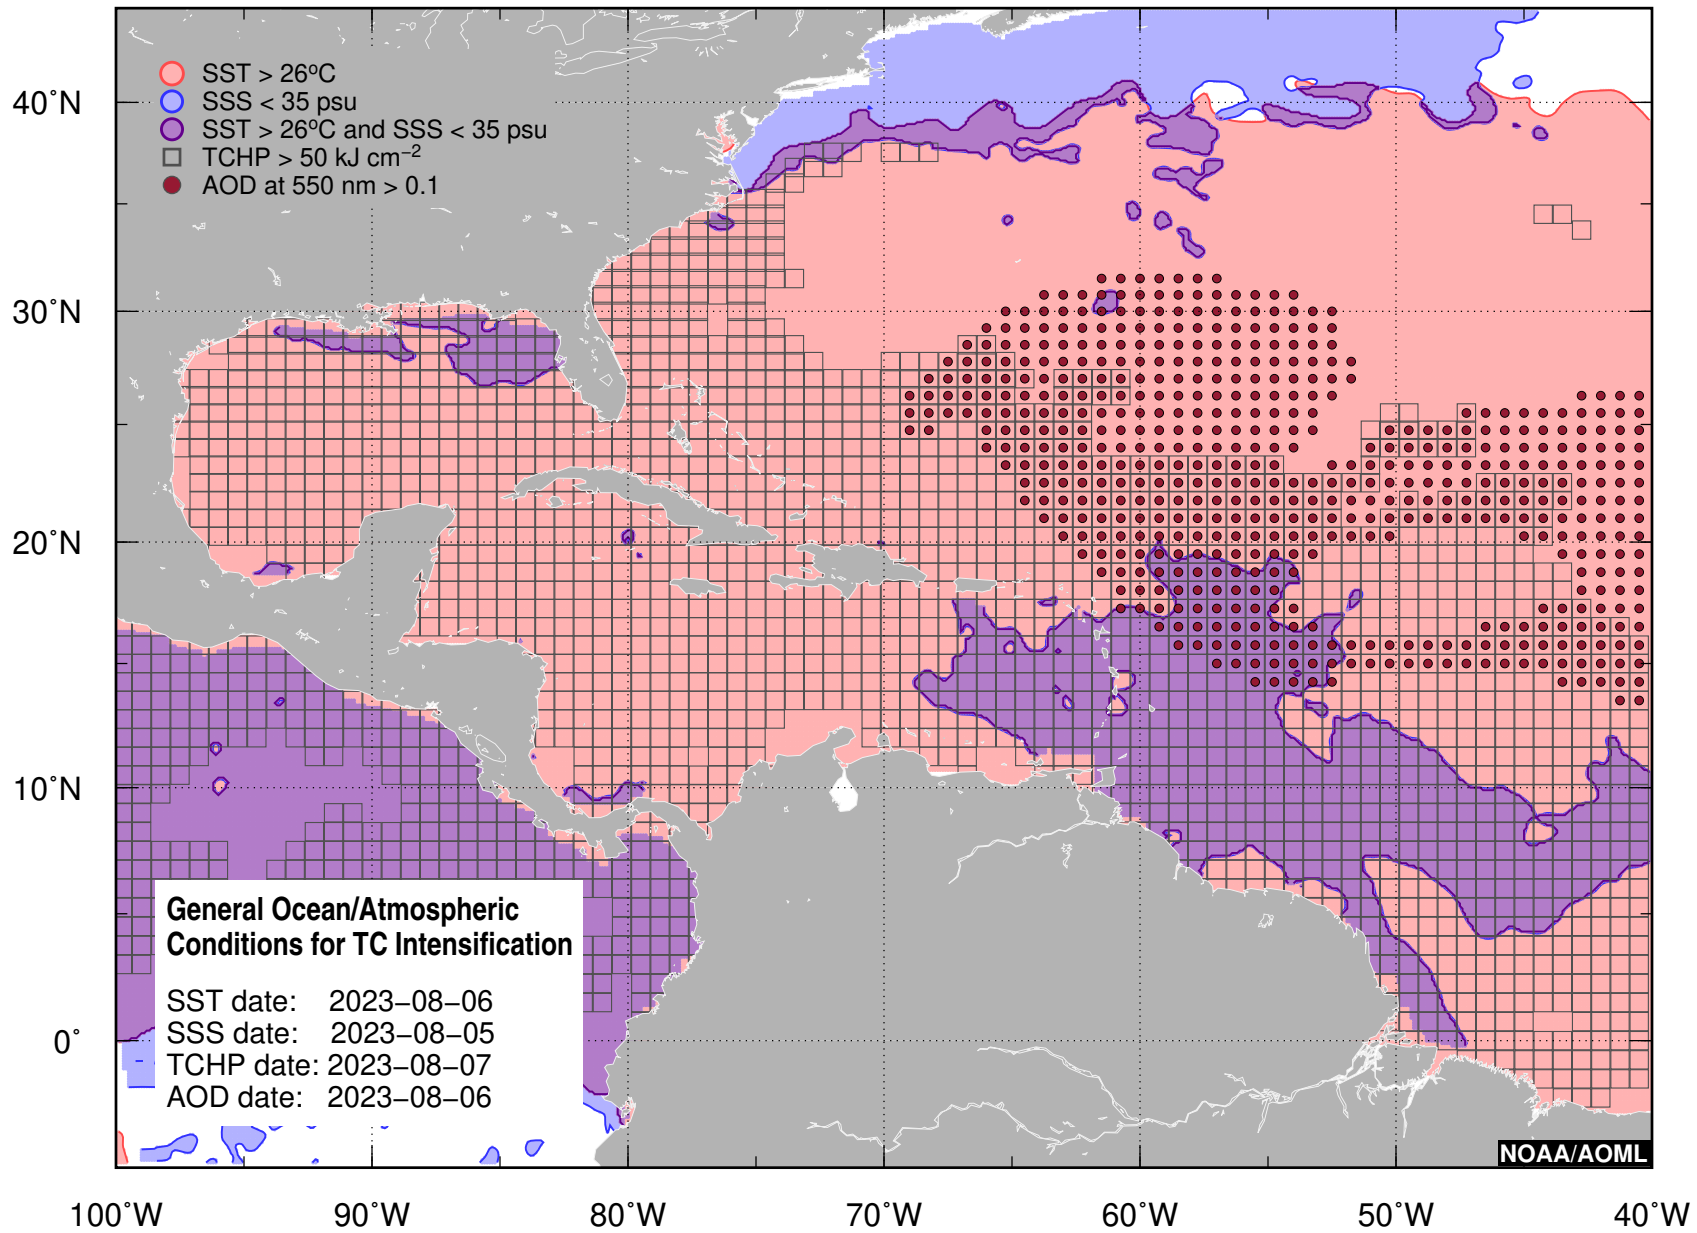 SST > 26°C
SSS < 35 psu
SST > 26°C and SSS < 35 psu
TCHP > 50 kJ cm⁻²
AOD at 550 nm > 0.1
40˚N
30˚N
20˚N
10˚N
0˚
General Ocean/Atmospheric
Conditions for TC Intensification
SST date: 2023−08−06
SSS date: 2023−08−05
TCHP date: 2023−08−07
AOD date: 2023−08−06
NOAA/AOML
100˚W 90˚W 80˚W 70˚W 60˚W 50˚W 40˚W